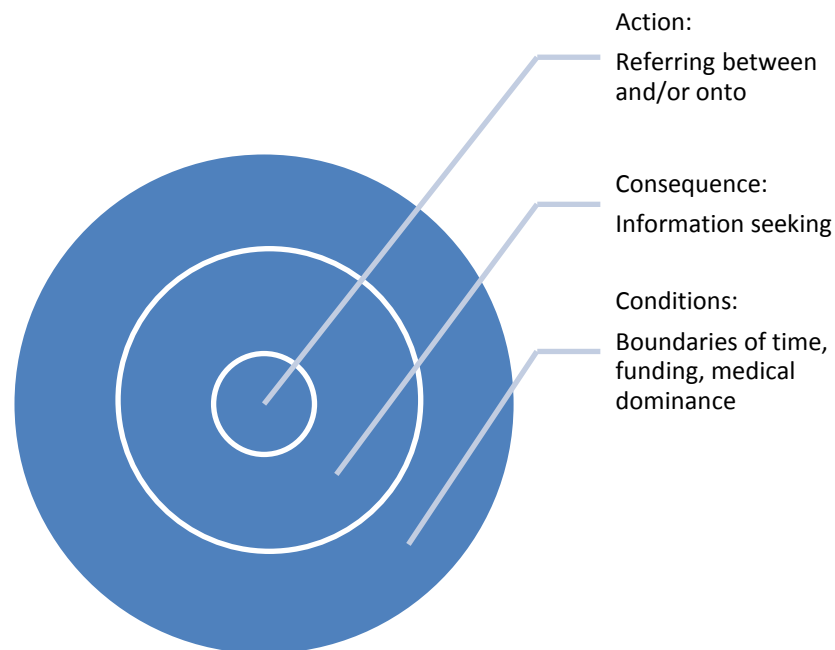 Action:
Referring between
and/or onto
Consequence:
Information seeking
Conditions:
Boundaries of time,
funding, medical
dominance